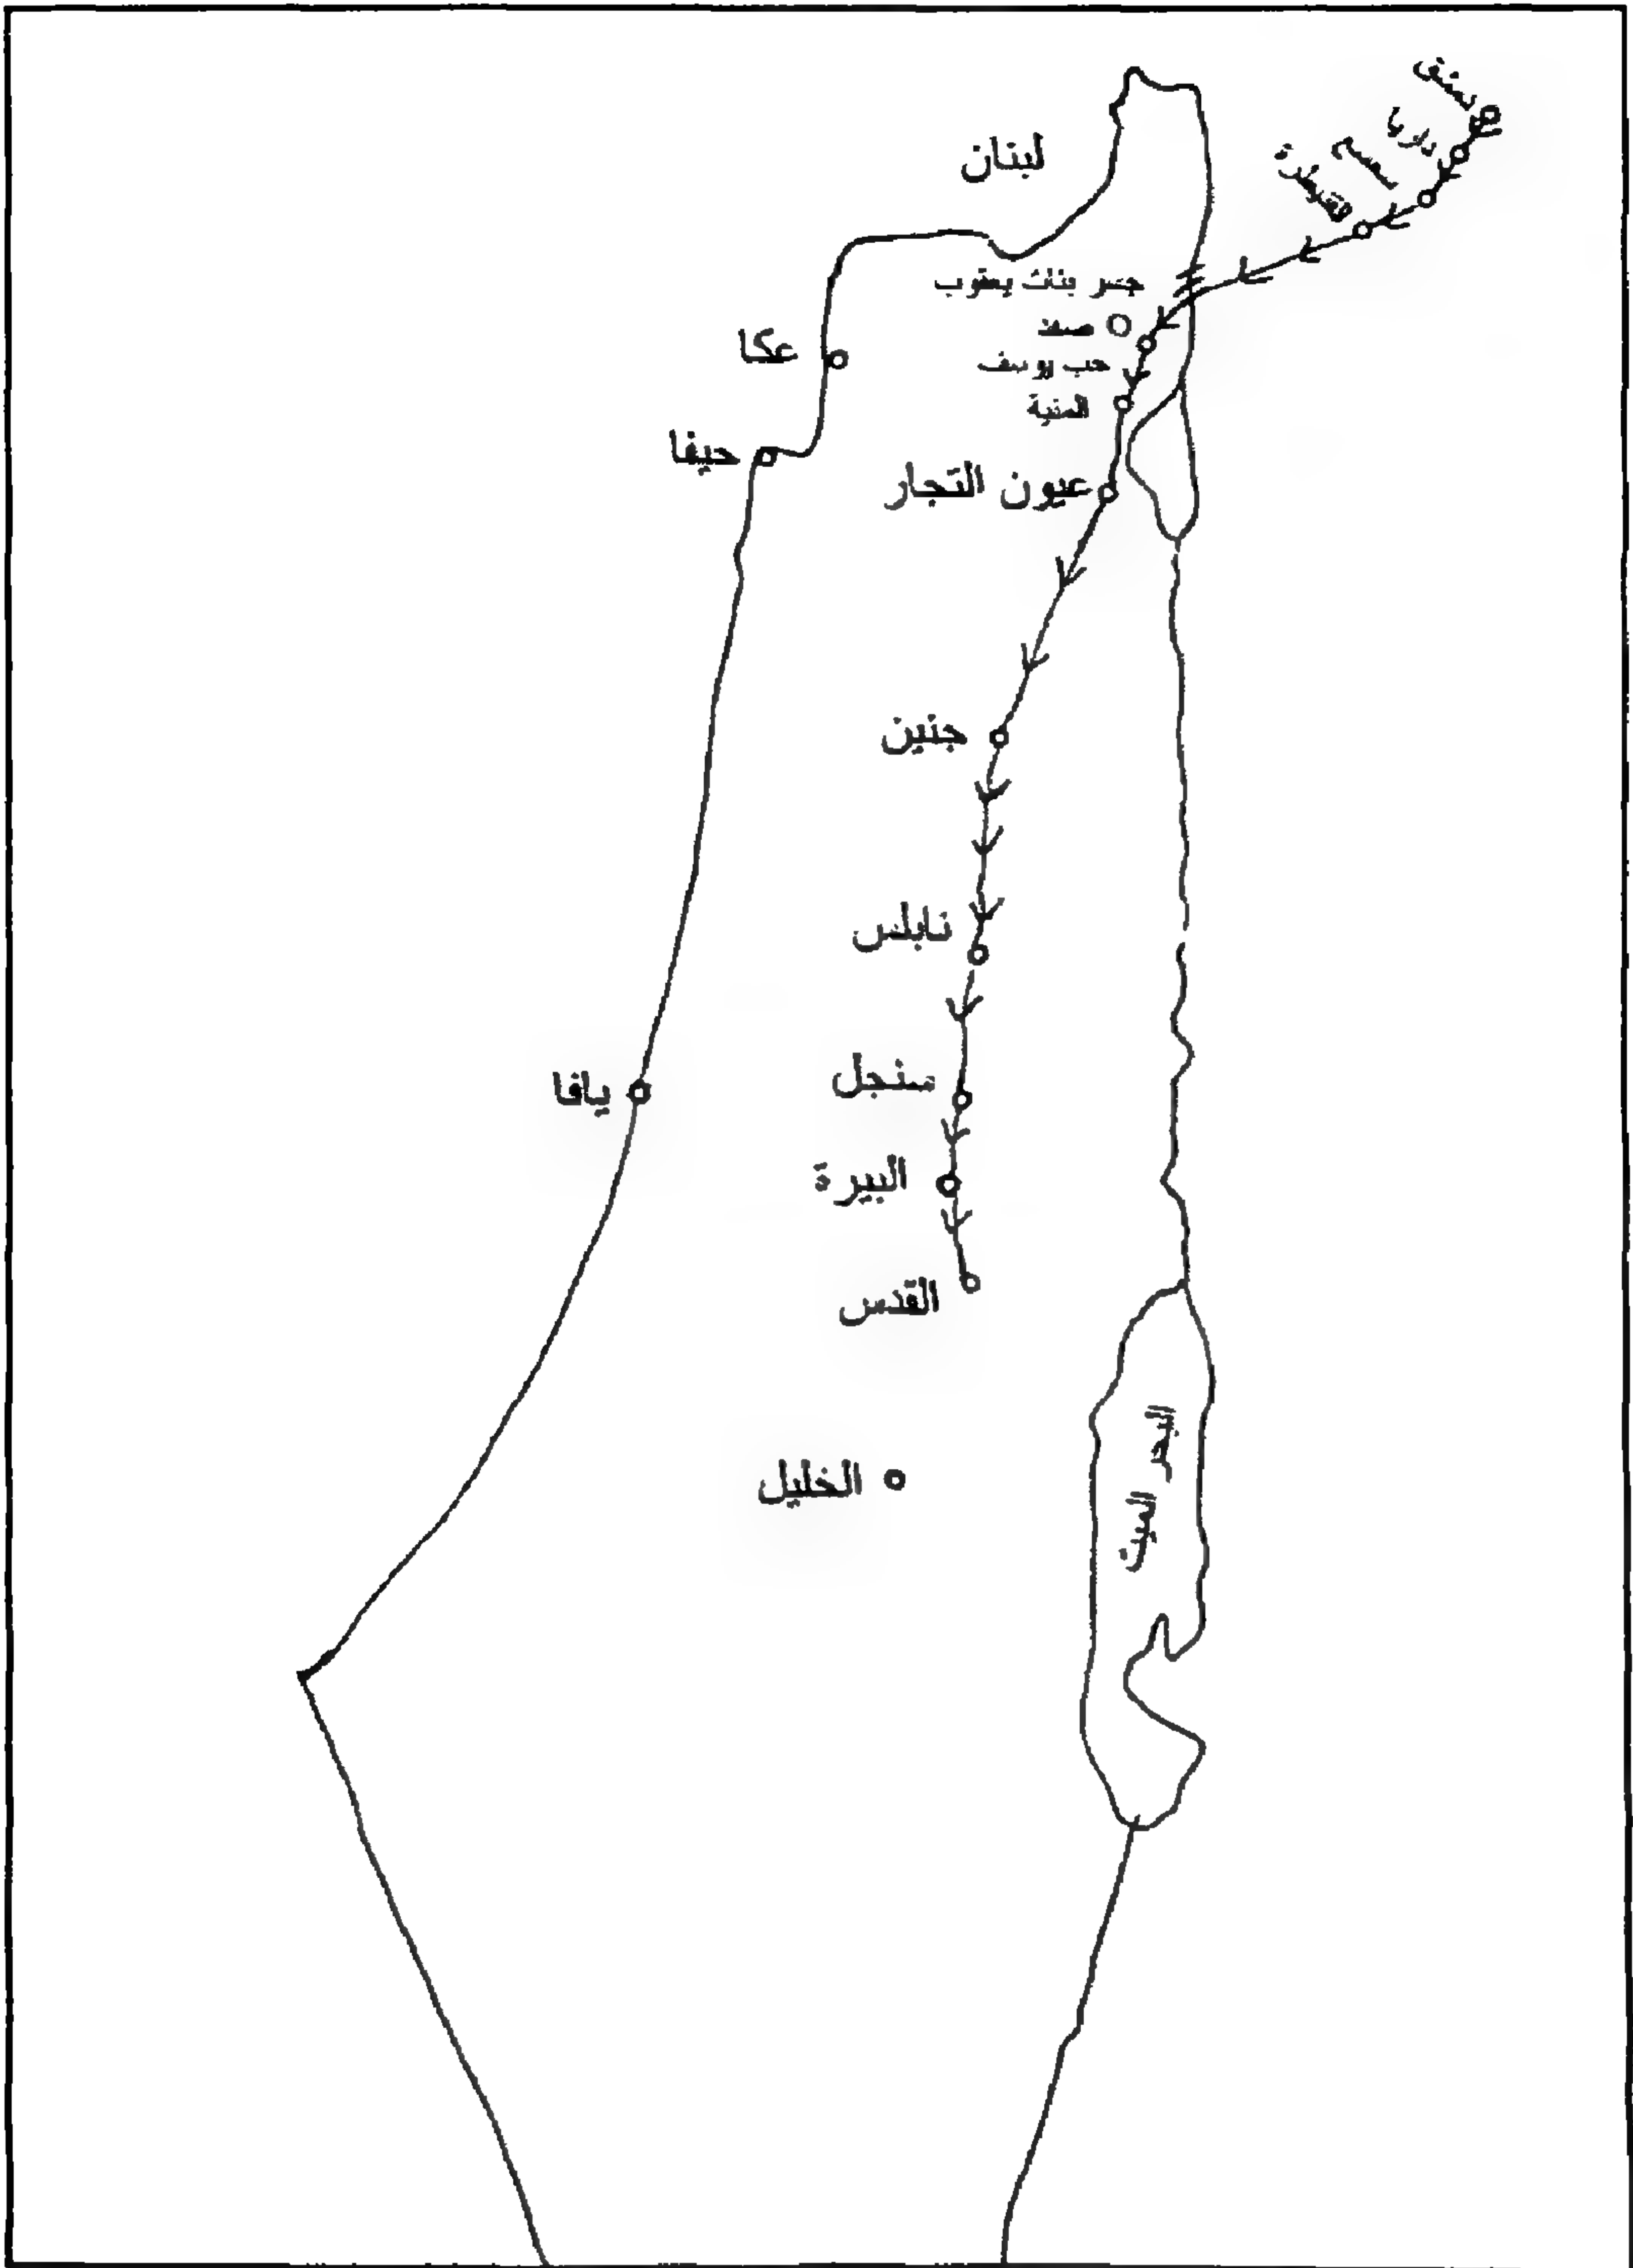 دمشق
داريا
سعسع
القنيطرة
لبنان
جسر بنات يعقوب
صفد
جب يوسف
المنية
عكا
حيفا
عيون التجار
جنين
نابلس
سنجل
يافا
البيرة
القدس
البحر الميت
الخليل